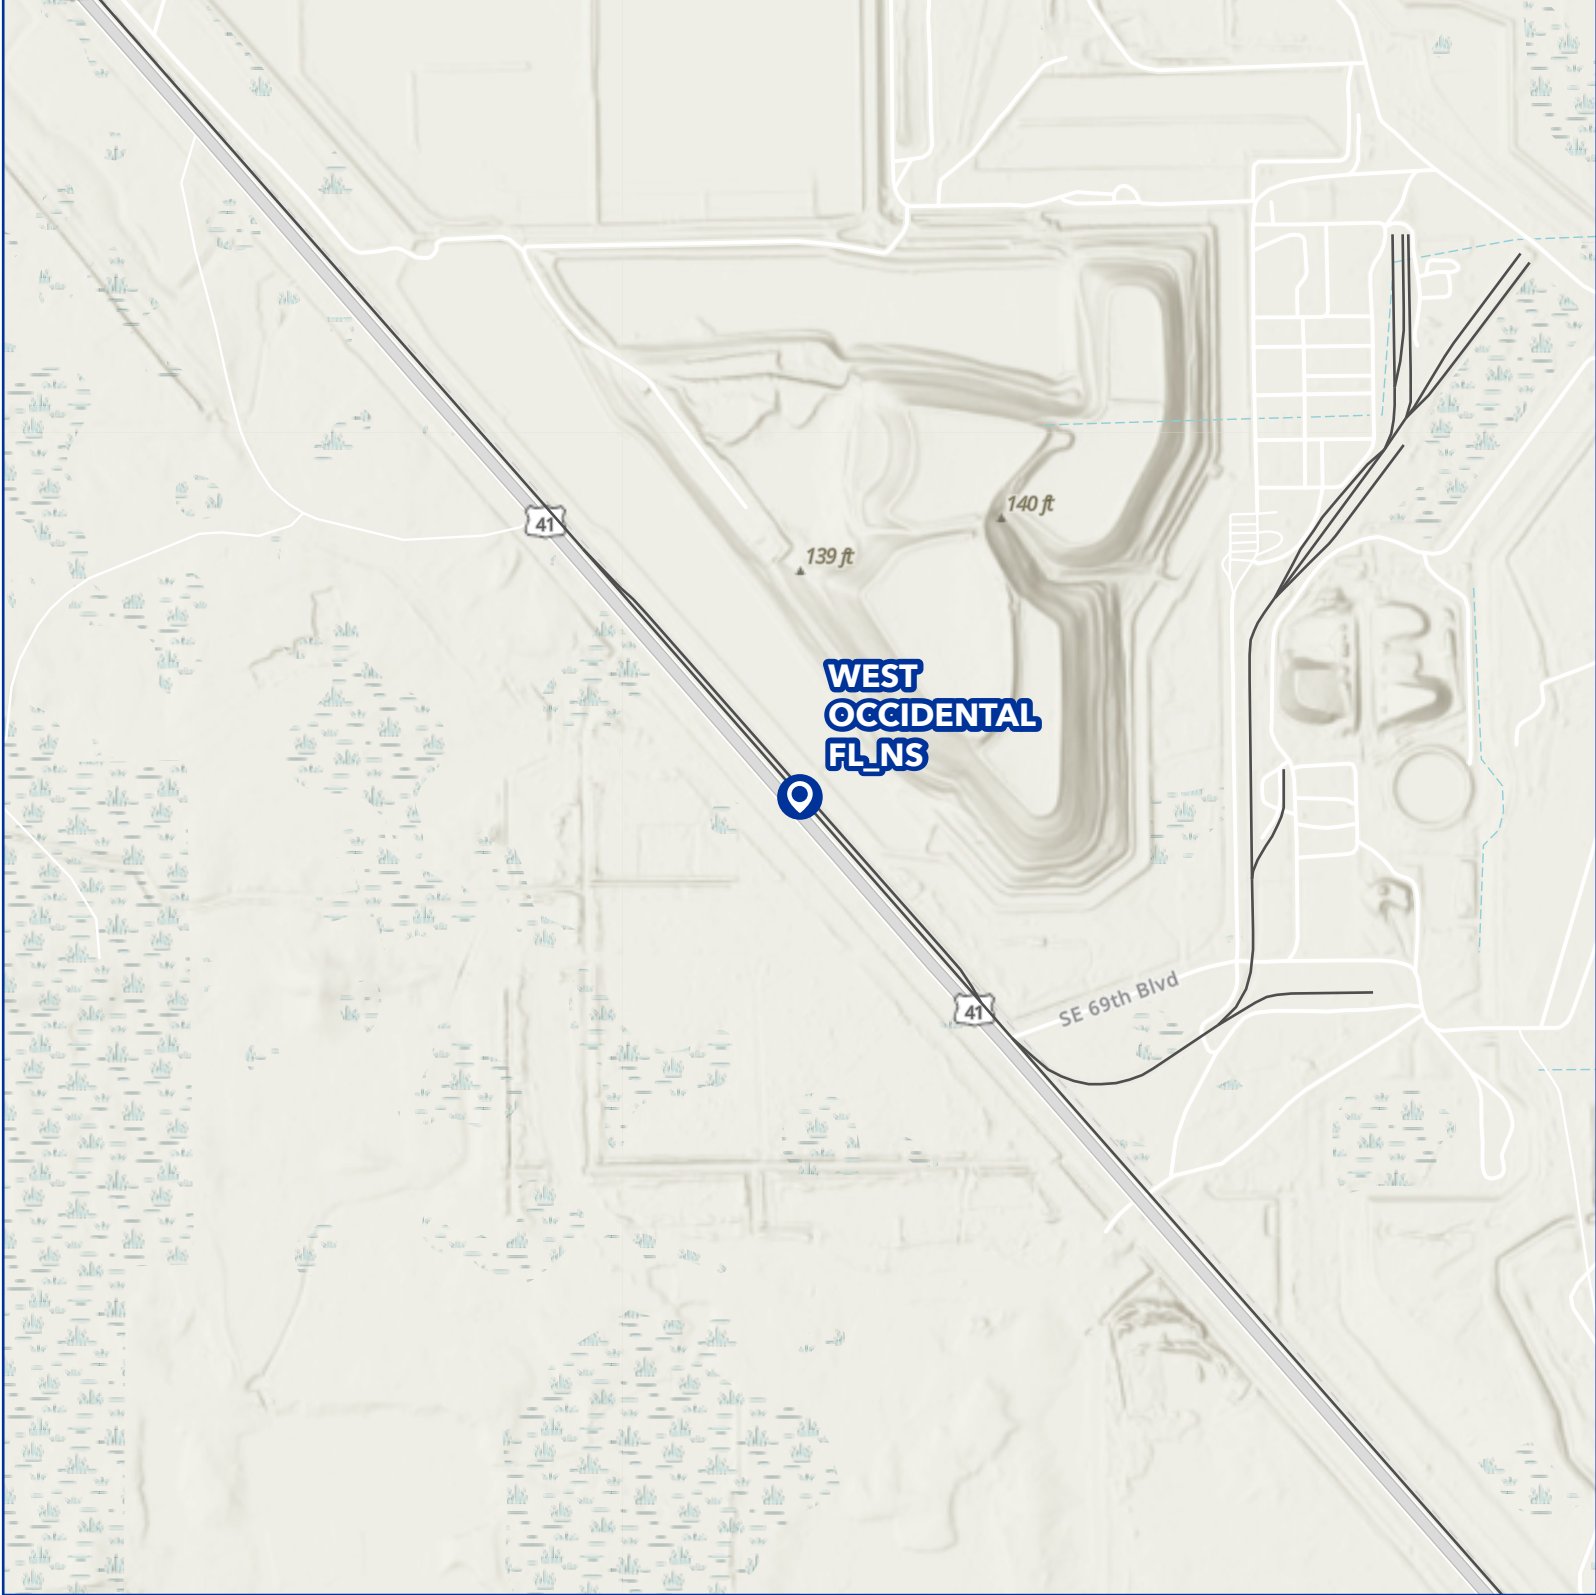 41
140 ft
139 ft
WEST
OCCIDENTAL
FL_NS
41
SE 69th Blvd